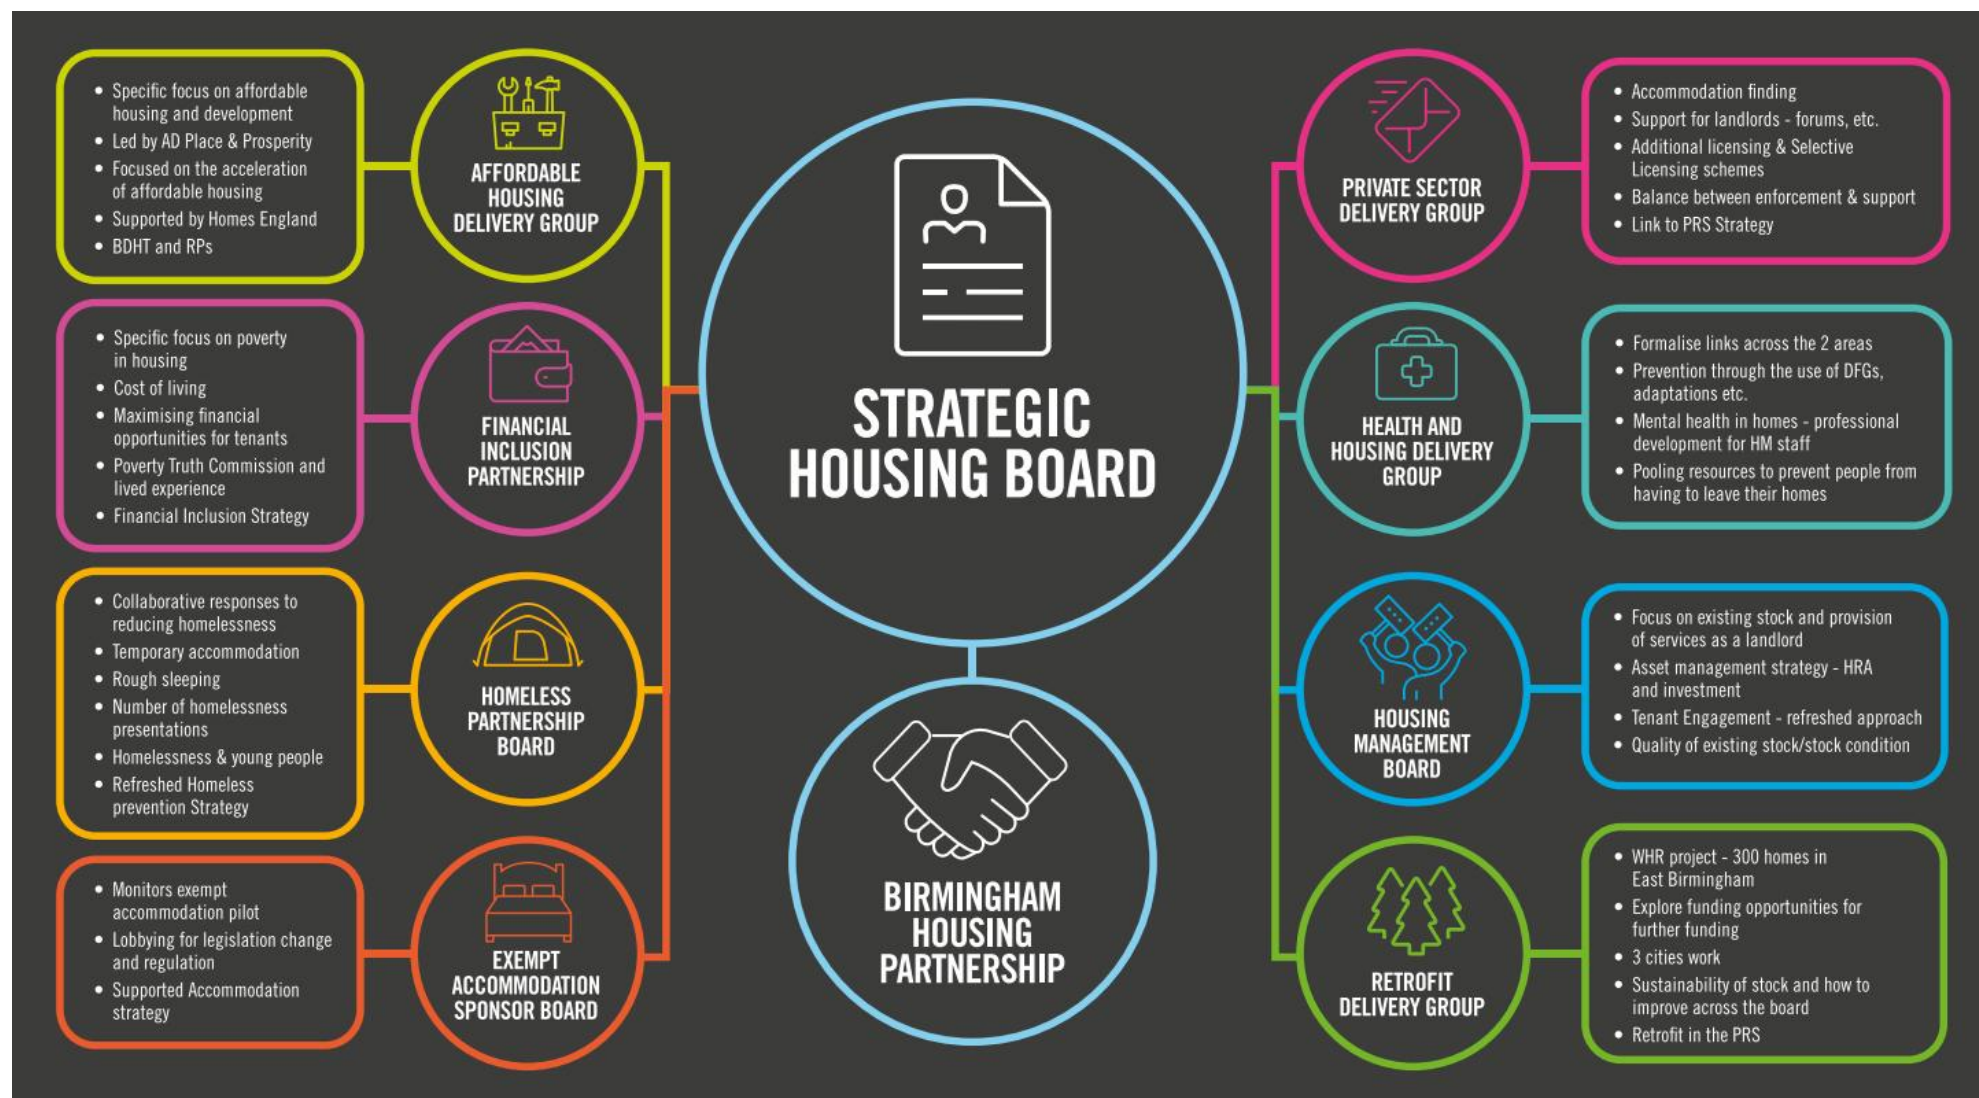 • Specific focus on affordable
housing and development
• Led by AD Place & Prosperity
• Focused on the acceleration
of affordable housing
• Supported by Homes England
• BDHT and RPs
AFFORDABLE
HOUSING
DELIVERY GROUP
• Specific focus on poverty
in housing
• Cost of living
• Maximising financial
opportunities for tenants
• Poverty Truth Commission and
lived experience
• Financial Inclusion Strategy
FINANCIAL
INCLUSION
PARTNERSHIP
• Collaborative responses to
reducing homelessness
• Temporary accommodation
• Rough sleeping
• Number of homelessness
presentations
• Homelessness & young people
• Refreshed Homeless
prevention Strategy
HOMELESS
PARTNERSHIP
BOARD
• Monitors exempt
accommodation pilot
• Lobbying for legislation change
and regulation
• Supported Accommodation
strategy
EXEMPT
ACCOMMODATION
SPONSOR BOARD
STRATEGIC
HOUSING BOARD
BIRMINGHAM
HOUSING
PARTNERSHIP
PRIVATE SECTOR
DELIVERY GROUP
• Accommodation finding
• Support for landlords - forums, etc.
• Additional licensing & Selective
Licensing schemes
• Balance between enforcement & support
• Link to PRS Strategy
HEALTH AND
HOUSING DELIVERY
GROUP
• Formalise links across the 2 areas
• Prevention through the use of DFGs,
adaptations etc.
• Mental health in homes - professional
development for HM staff
• Pooling resources to prevent people from
having to leave their homes
HOUSING
MANAGEMENT
BOARD
• Focus on existing stock and provision
of services as a landlord
• Asset management strategy - HRA
and investment
• Tenant Engagement - refreshed approach
• Quality of existing stock/stock condition
RETROFIT
DELIVERY GROUP
• WHR project - 300 homes in
East Birmingham
• Explore funding opportunities for
further funding
• 3 cities work
• Sustainability of stock and how to
improve across the board
• Retrofit in the PRS